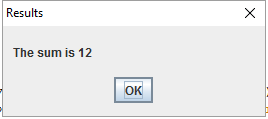 Results
The sum is 12
OK